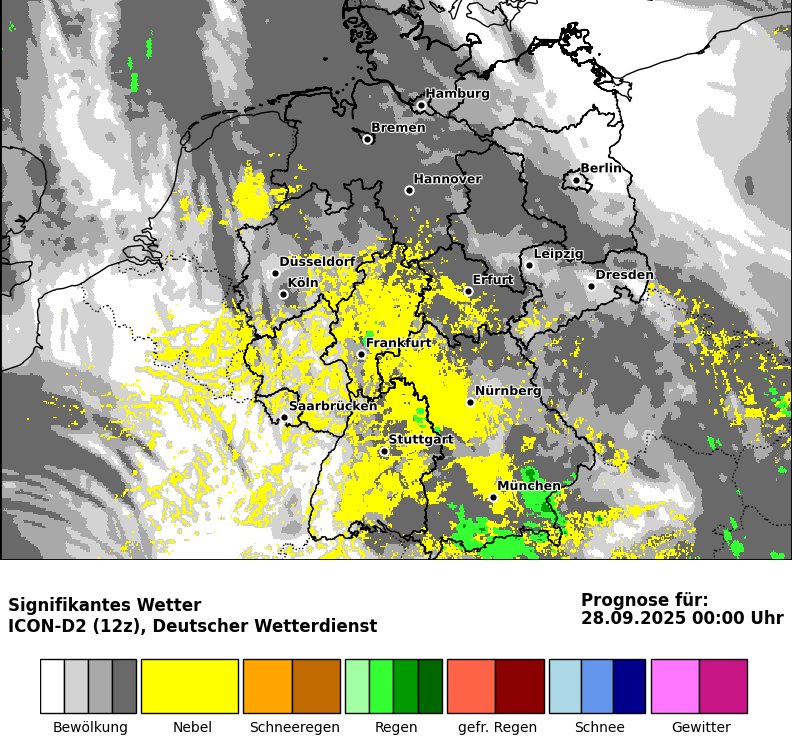 Hamburg
Bremen
Berlin
Hannover
Leipzig
Düsseldorf
Dresden
Erfurt
Köln
Frankfurt
Nürnberg
Saarbrücken
Stuttgart
München
Signifikantes Wetter
ICON-D2 (12z), Deutscher Wetterdienst
Prognose für:
28.09.2025 00:00 Uhr
Bewölkung Nebel Schneeregen Regen gefr. Regen Schnee Gewitter